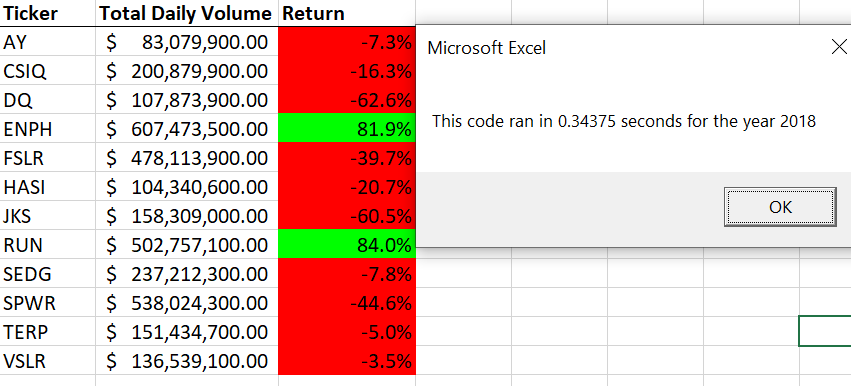 Ticker Total Daily Volume Return
AY $ 83,079,900.00 -7.3%
CSIQ $ 200,879,900.00 -16.3%
DQ $ 107,873,900.00 -62.6%
ENPH $ 607,473,500.00 81.9%
FSLR $ 478,113,900.00 -39.7%
HASI $ 104,340,600.00 -20.7%
JKS $ 158,309,000.00 -60.5%
RUN $ 502,757,100.00 84.0%
SEDG $ 237,212,300.00 -7.8%
SPWR $ 538,024,300.00 -44.6%
TERP $ 151,434,700.00 -5.0%
VSLR $ 136,539,100.00 -3.5%
Microsoft Excel
This code ran in 0.34375 seconds for the year 2018
OK